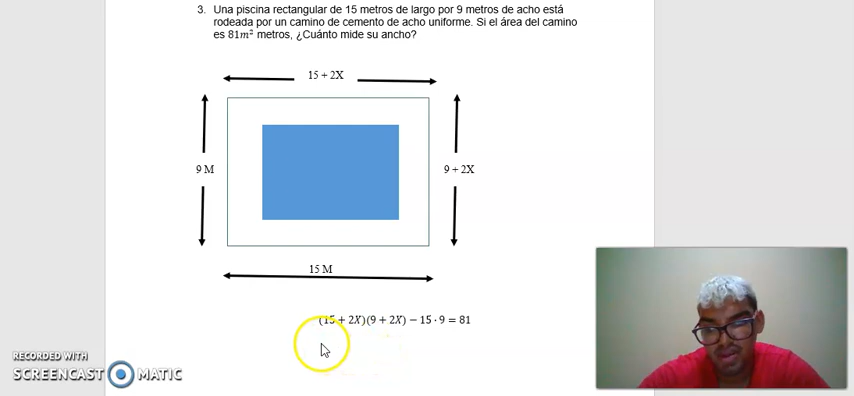 3. Una piscina rectangular de 15 metros de largo por 9 metros de acho está
rodeada por un camino de cemento de acho uniforme. Si el área del camino
es 81m² metros, ¿Cuánto mide su ancho?
15 + 2X
9 M
9 + 2X
15 M
(15 + 2X)(9 + 2X) − 15 · 9 = 81
RECORDED WITH
SCREENCAST MATIC